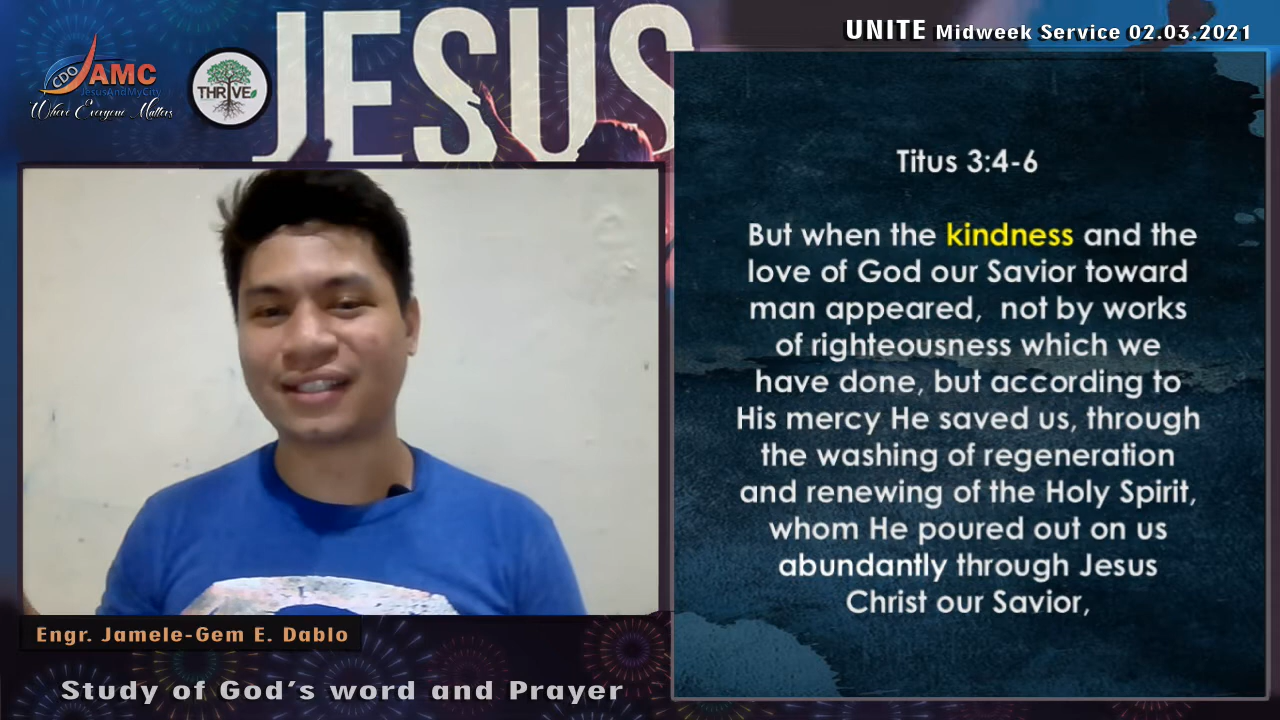 JESUS
UNITE Midweek Service 02.03.2021
CDO
JAMC
JesusAndMyCity
Where Everyone Matters
THRIVE
Titus 3:4-6
But when the kindness and the
love of God our Savior toward
man appeared,  not by works
of righteousness which we
have done, but according to
His mercy He saved us, through
the washing of regeneration
and renewing of the Holy Spirit,
whom He poured out on us
abundantly through Jesus
Christ our Savior,
Engr. Jamele-Gem E. Dablo
Study of God's word and Prayer